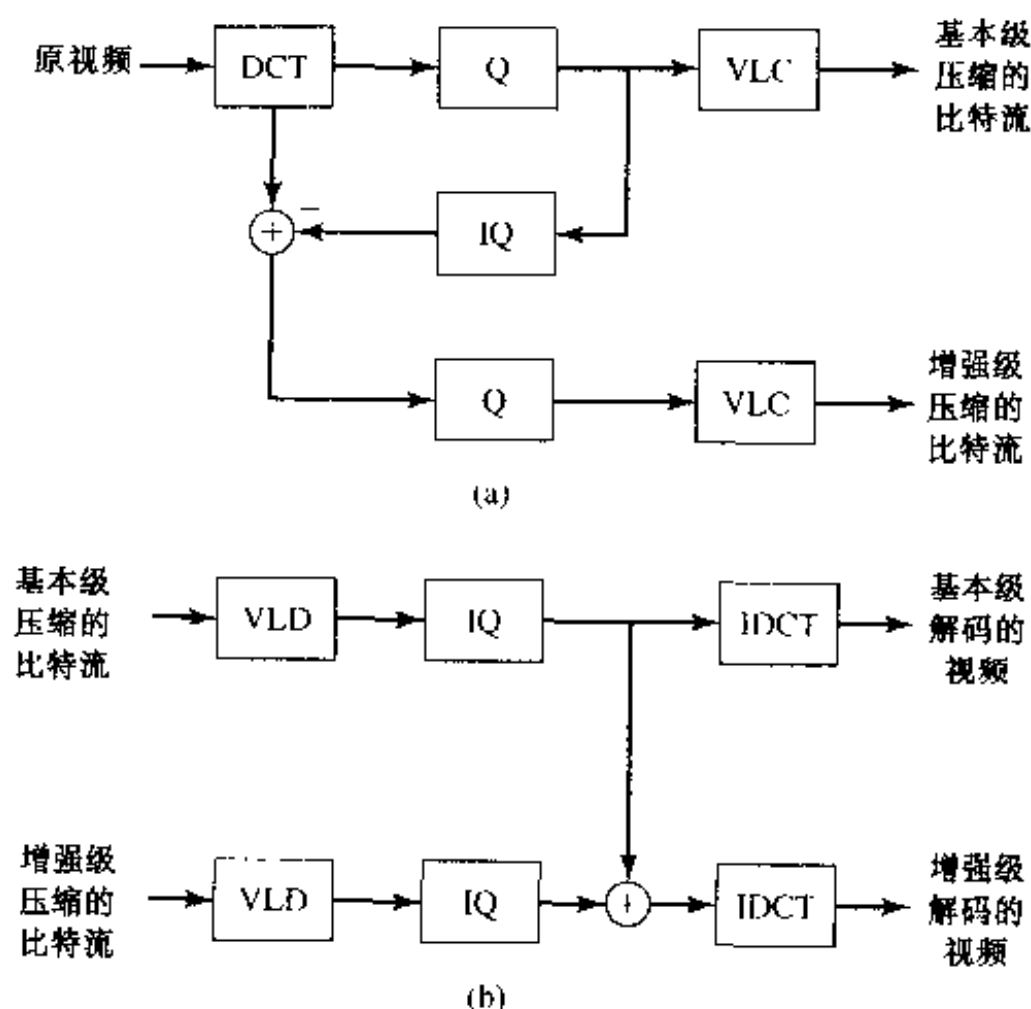 原视频
DCT
Q
VLC
基本级
压缩的
比特流
−
+
IQ
Q
VLC
增强级
压缩的
比特流
(a)
基本级
压缩的
比特流
VLD
IQ
IDCT
基本级
解码的
视频
增强级
压缩的
比特流
VLD
IQ
+
IDCT
增强级
解码的
视频
(b)